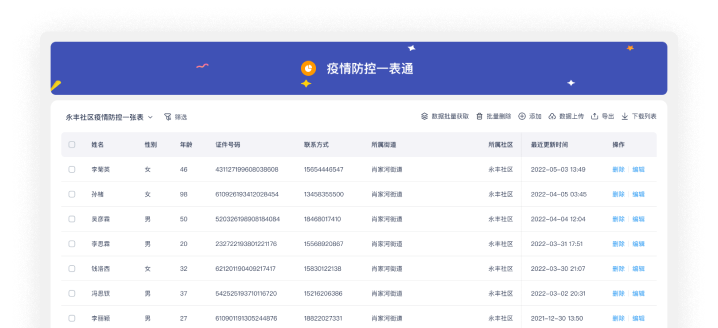 疫情防控一表通
永丰社区疫情防控一张表 筛选 数据批量获取 批量删除 添加 数据上传 导出 下载列表
姓名 性别 年龄 证件号码 联系方式 所属街道 所属社区 最近更新时间 操作
李菊英 女 46 431127199608038608 15654446547 肖家河街道 永丰社区 2022-05-03 13:49 删除 编辑
孙楠 女 98 610926193412028454 13458355500 肖家河街道 永丰社区 2022-04-05 03:45 删除 编辑
吴彦霖 男 50 520326198908184084 18468017410 肖家河街道 永丰社区 2022-04-04 12:04 删除 编辑
李思霖 男 20 232722193801221176 15568920867 肖家河街道 永丰社区 2022-03-31 17:51 删除 编辑
钱洛西 女 32 621201190409217417 15830122138 肖家河街道 永丰社区 2022-03-30 21:07 删除 编辑
冯思钗 男 37 542525193710116720 15216206386 肖家河街道 永丰社区 2022-03-02 20:31 删除 编辑
李丽颖 男 27 610901191305244876 18822027331 肖家河街道 永丰社区 2021-12-30 13:50 删除 编辑